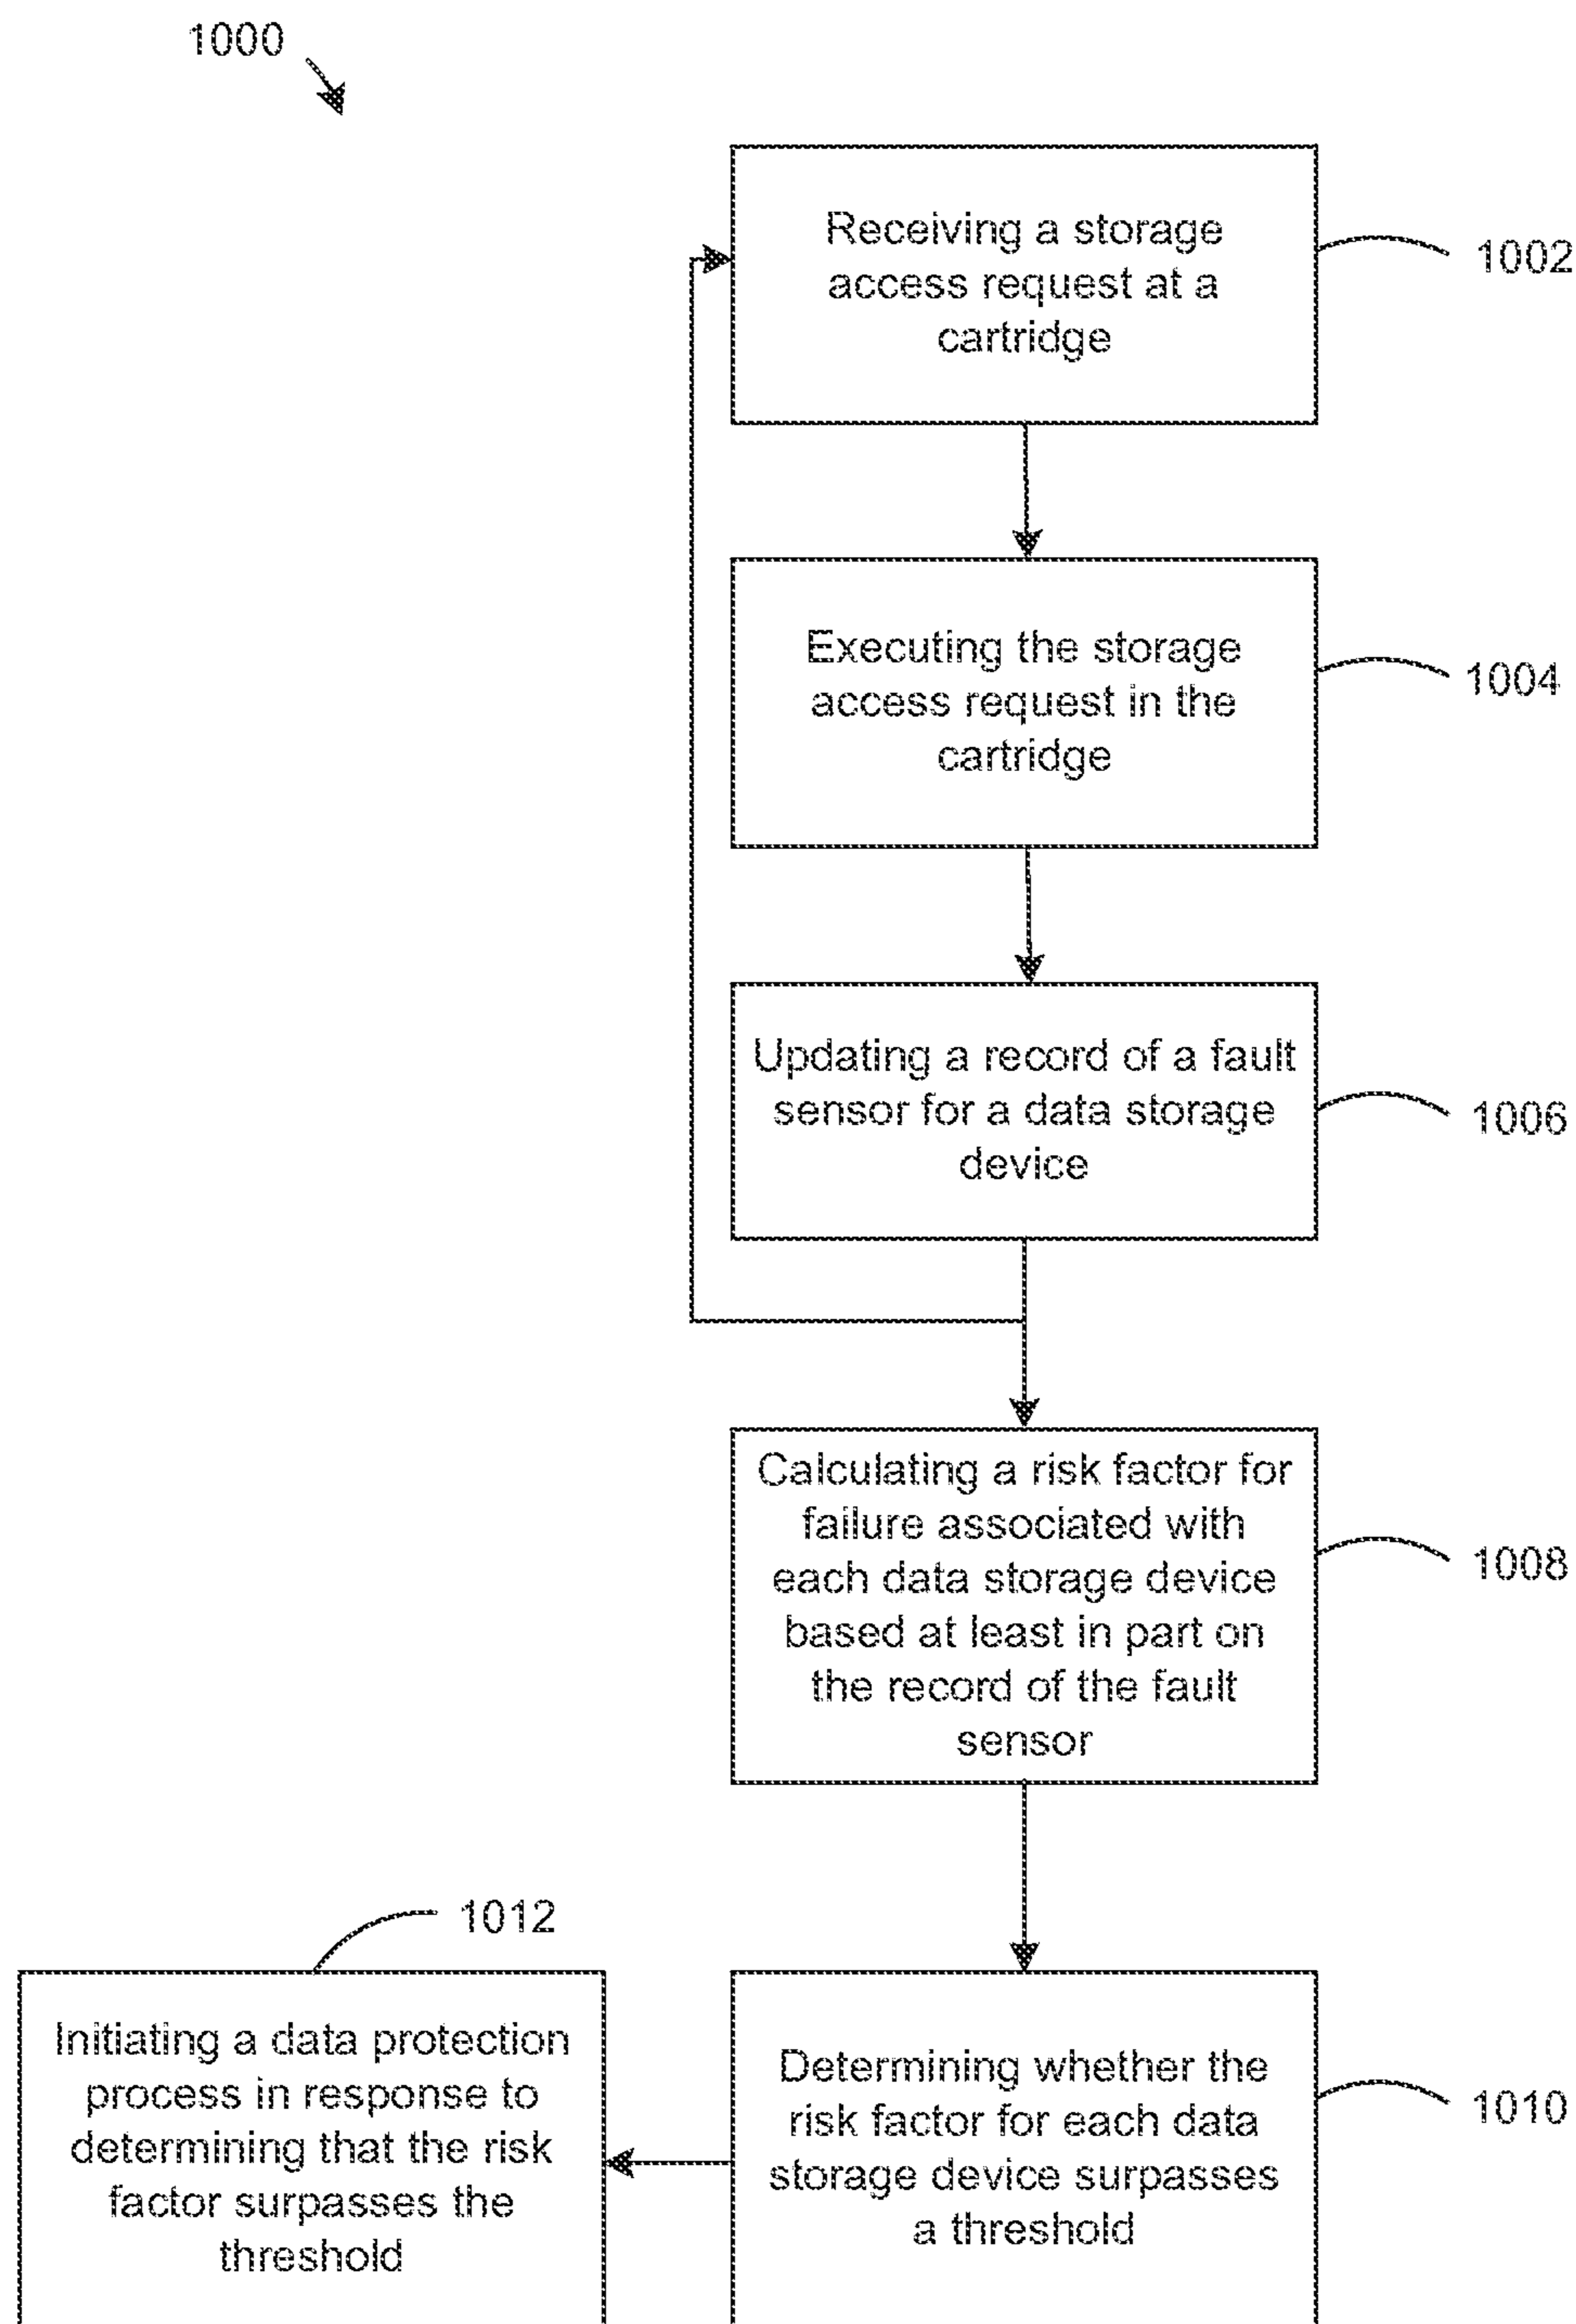 1000
Receiving a storage
access request at a
cartridge
1002
Executing the storage
access request in the
cartridge
1004
Updating a record of a fault
sensor for a data storage
device
1006
Calculating a risk factor for
failure associated with
each data storage device
based at least in part on
the record of the fault
sensor
1008
1012
Initiating a data protection
process in response to
determining that the risk
factor surpasses the
threshold
Determining whether the
risk factor for each data
storage device surpasses
a threshold
1010